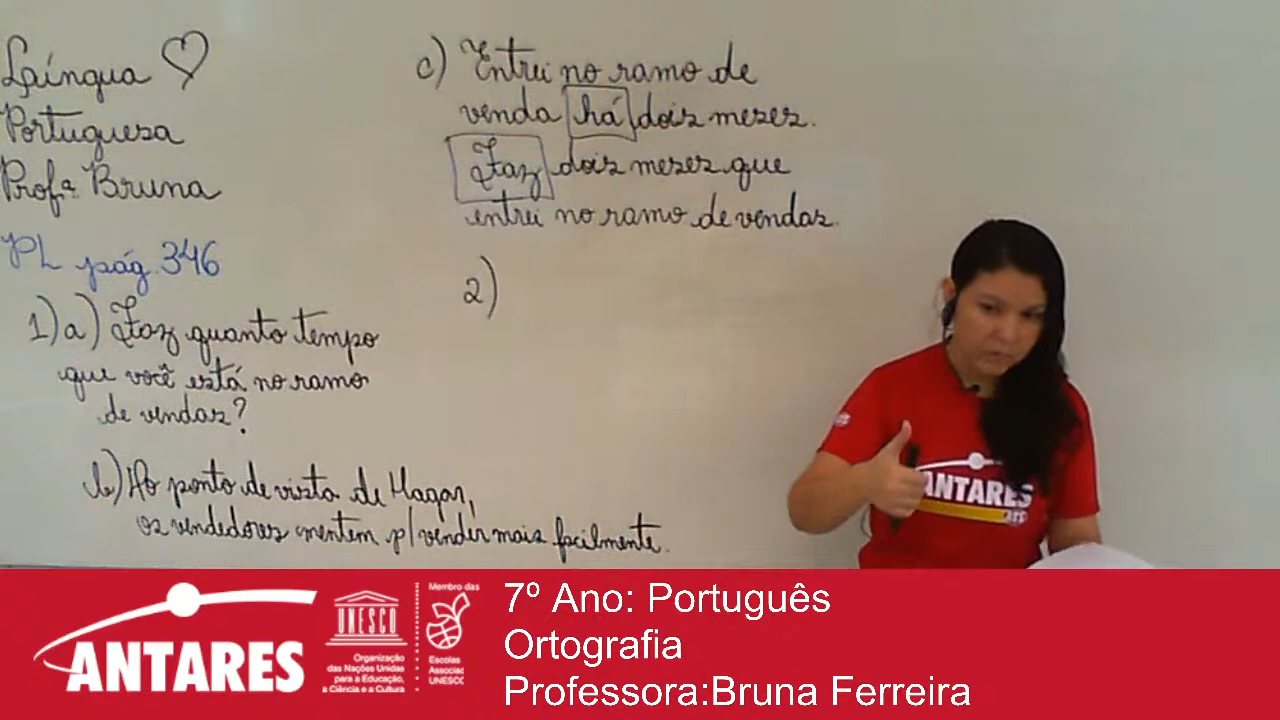 Laíngua
Portuguesa
Profª Bruna
PL pág. 346
1) a) Faz quanto tempo
que você está no ramo
de vendas?
b) Ao ponto de vista de Hagar,
os vendedores mentem p/ vender mais facilmente.
c) Entrei no ramo de
venda há dois meses.
Faz dois meses que
entrei no ramo de vendas.
2)
ANTARES
ANTARES
UNESCO
Organização
das Nações Unidas
para a Educação,
a Ciência e a Cultura
Membro das
Escolas
Associad
UNESCO
7º Ano: Português
Ortografia
Professora:Bruna Ferreira